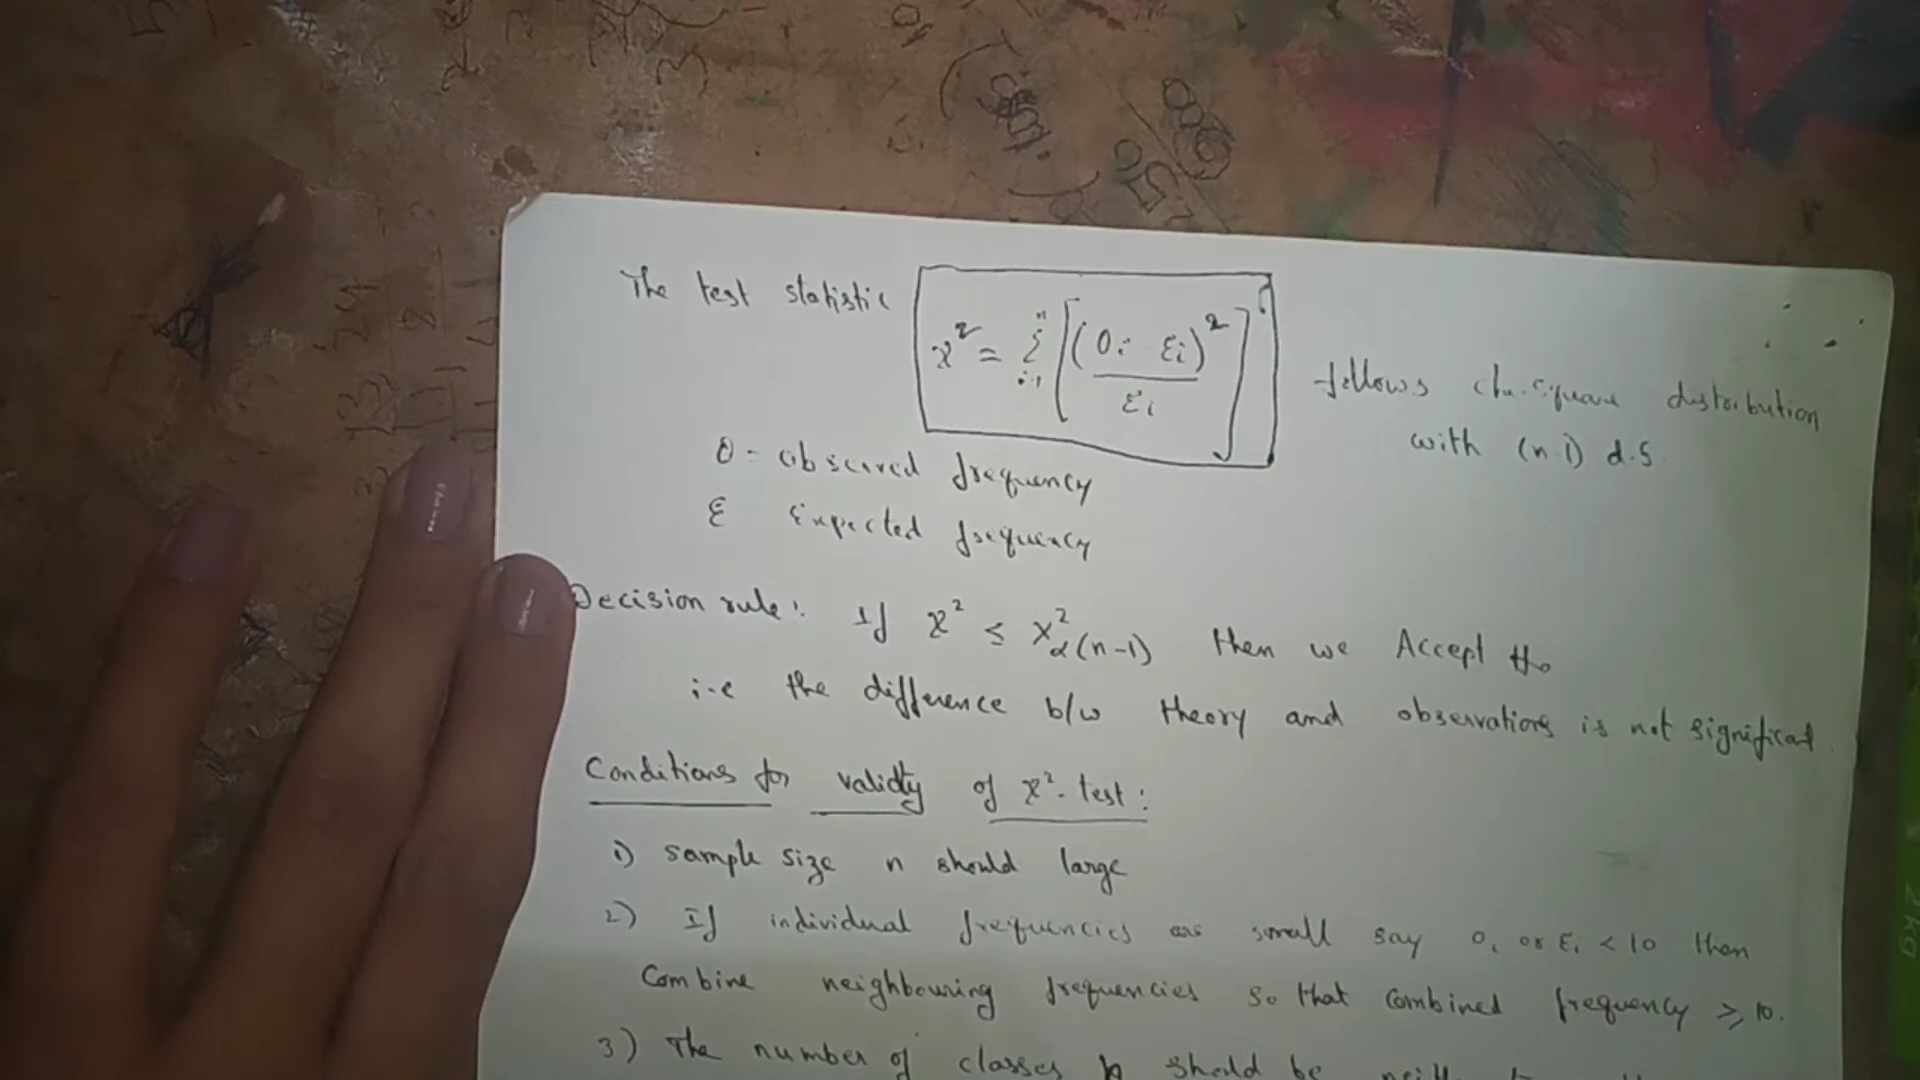 The test statistic χ² = Σ i=1 n [(Oi - Ei)² / Ei] follows chi-square distribution
with (n-1) d.f
O - observed frequency
E Expected frequency
Decision rule: If χ² ≤ χ²α(n-1) then we Accept Ho
i.e the difference b/w theory and observations is not significant
Conditions for validity of χ²-test:
1) sample size n should large
2) If individual frequencies are small say Oi or Ei < 10 then
Combine neighbouring frequencies so that combined frequency ≥ 10.
3) The number of classes n should be
2kg